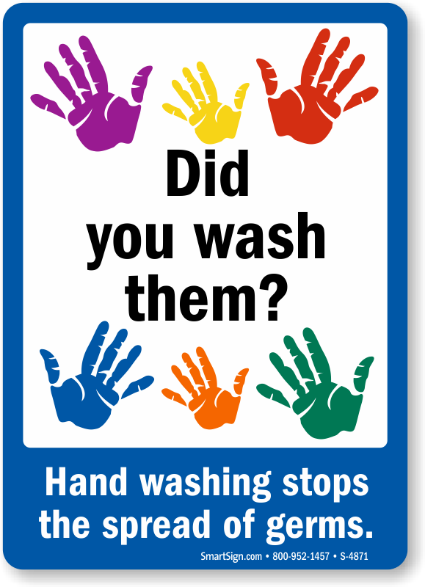 Did
you wash
them?
Hand washing stops
the spread of germs.
SmartSign.com • 800-952-1457 • S-4871